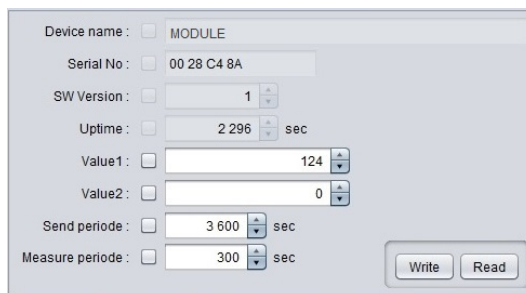 Device name : MODULE
Serial No : 00 28 C4 8A
SW Version : 1
Uptime : 2 296 sec
Value1 : 124
Value2 : 0
Send periode : 3 600 sec
Measure periode : 300 sec
Write Read